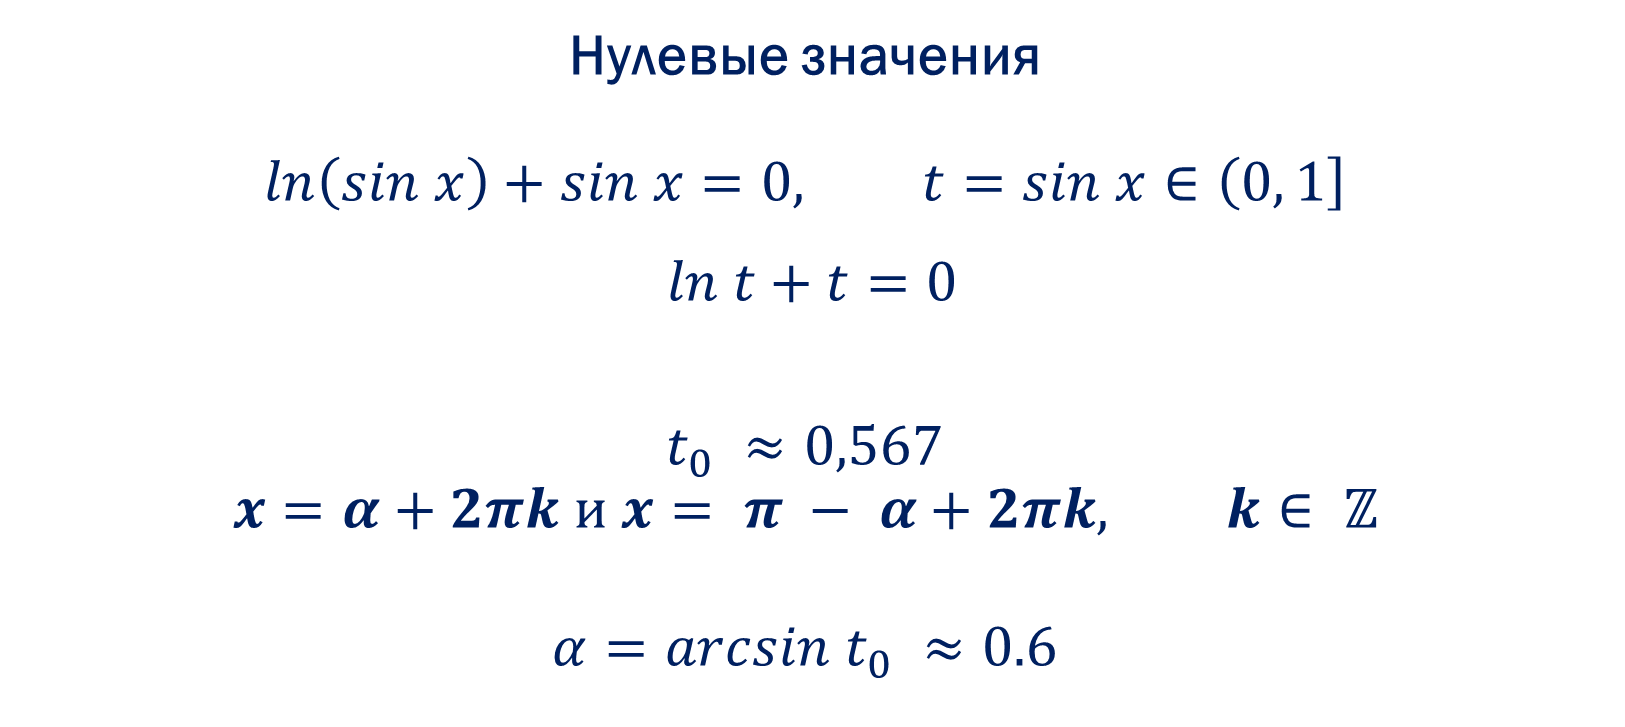 Нулевые значения
ln(sin x) + sin x = 0, t = sin x ∈ (0, 1]
ln t + t = 0
t₀ ≈ 0,567
x = α + 2πk и x = π − α + 2πk, k ∈ ℤ
α = arcsin t₀ ≈ 0.6